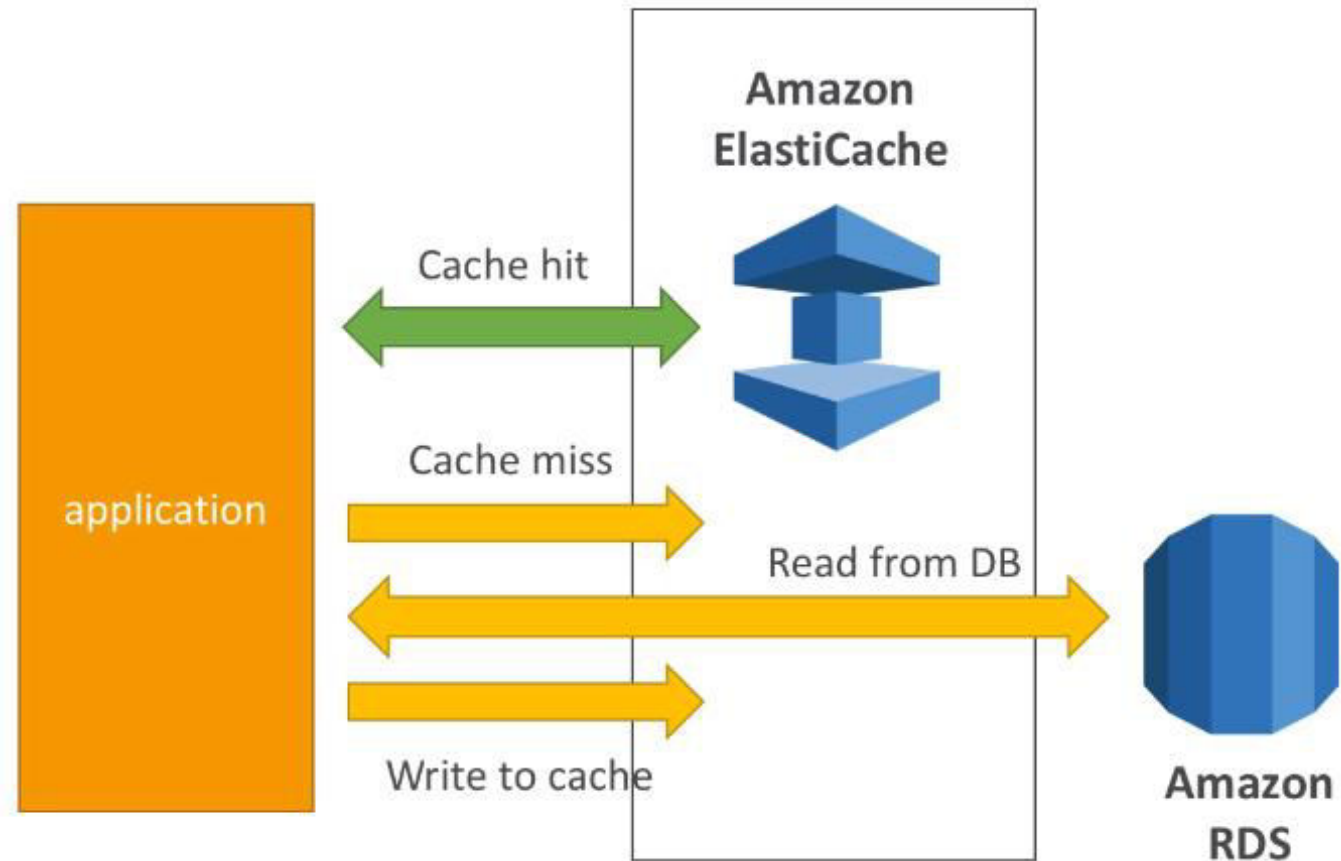 Amazon
ElastiCache
Cache hit
Cache miss
application
Read from DB
Write to cache
Amazon
RDS